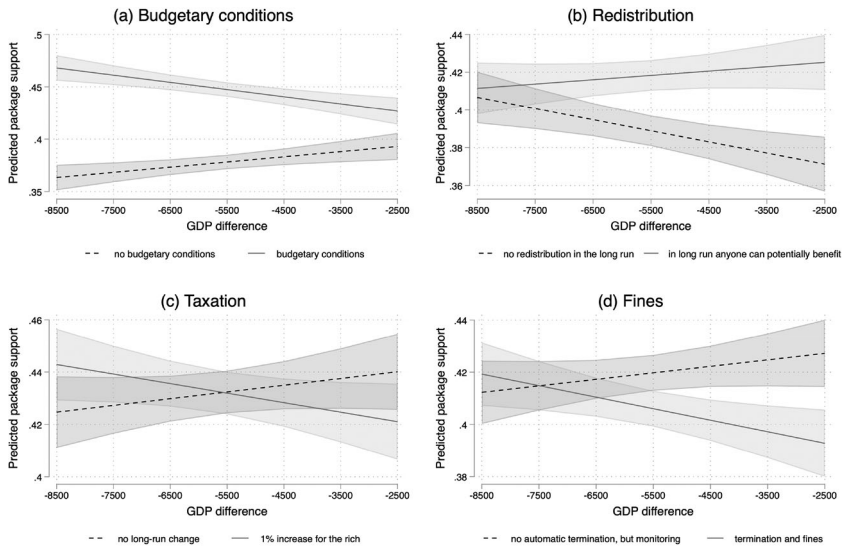 (a) Budgetary conditions
Predicted package support
.5
.45
.4
.35
-8500 -7500 -6500 -5500 -4500 -3500 -2500
GDP difference
no budgetary conditions budgetary conditions
(b) Redistribution
Predicted package support
.44
.42
.4
.38
.36
-8500 -7500 -6500 -5500 -4500 -3500 -2500
GDP difference
no redistribution in the long run in long run anyone can potentially benefit
(c) Taxation
Predicted package support
.46
.44
.42
.4
-8500 -7500 -6500 -5500 -4500 -3500 -2500
GDP difference
no long-run change 1% increase for the rich
(d) Fines
Predicted package support
.44
.42
.4
.38
-8500 -7500 -6500 -5500 -4500 -3500 -2500
GDP difference
no automatic termination, but monitoring termination and fines